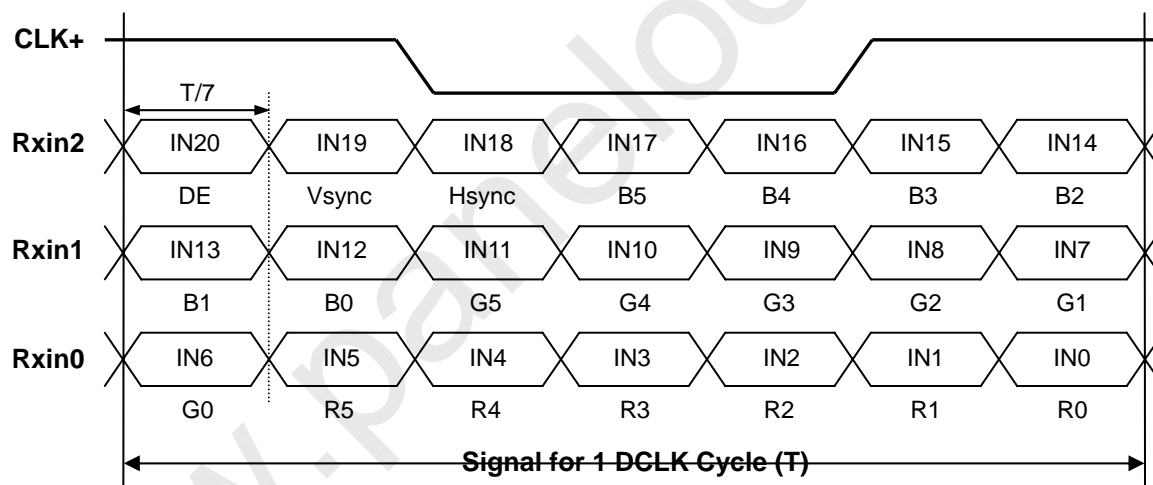 CLK+
T/7
Rxin2 IN20 IN19 IN18 IN17 IN16 IN15 IN14
DE Vsync Hsync B5 B4 B3 B2
Rxin1 IN13 IN12 IN11 IN10 IN9 IN8 IN7
B1 B0 G5 G4 G3 G2 G1
Rxin0 IN6 IN5 IN4 IN3 IN2 IN1 IN0
G0 R5 R4 R3 R2 R1 R0
Signal for 1 DCLK Cycle (T)